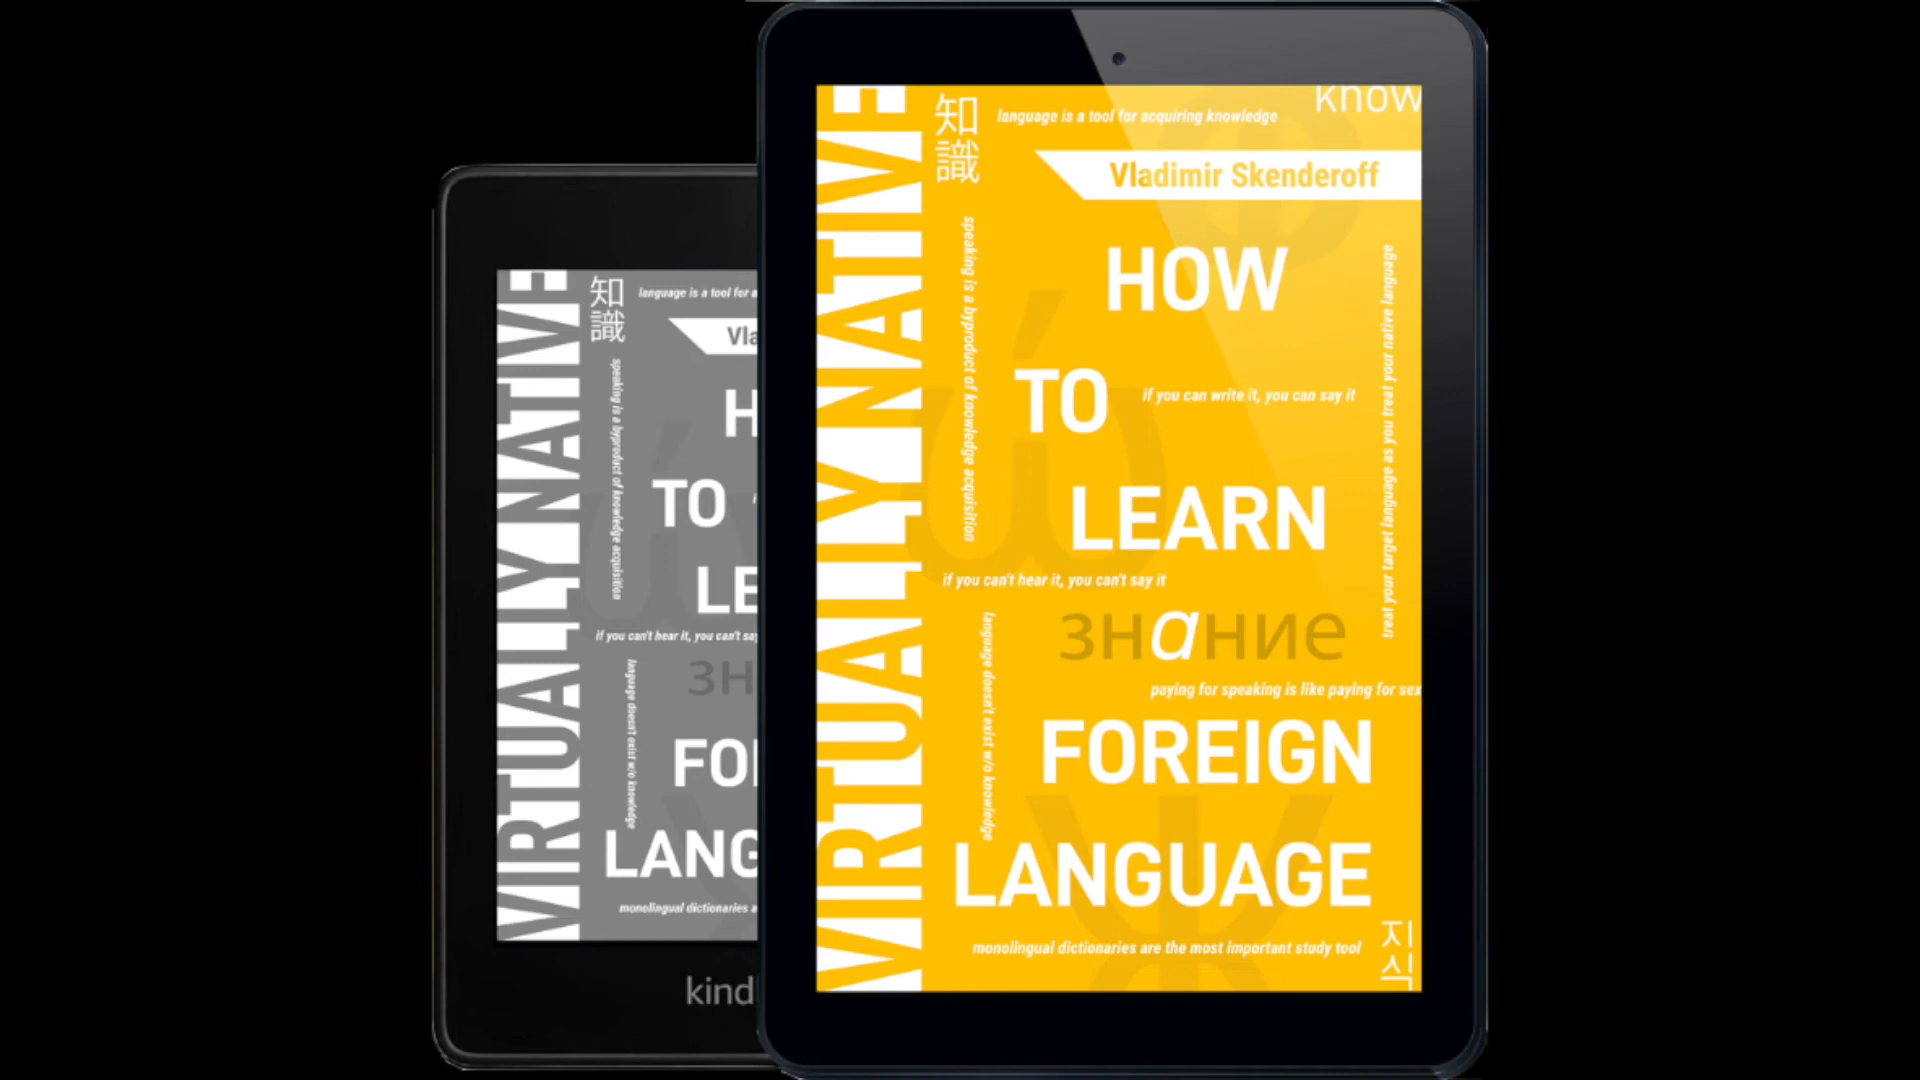 VIRTUALLY NATIVE
知
識
language is a tool for a
Vla
speaking is a byproduct of knowledge acquisition
H
TO
LE
if you can't hear it, you can't say
зн
language doesn't exist w/o knowledge
FO
LANG
monolingual dictionaries a
kind
VIRTUALLY NATIVE
知
識
language is a tool for acquiring knowledge
know
Vladimir Skenderoff
speaking is a byproduct of knowledge acquisition
HOW
treat your target language as you treat your native language
TO
if you can write it, you can say it
ώ
LEARN
if you can't hear it, you can't say it
знaние
language doesn't exist w/o knowledge
paying for speaking is like paying for sex
FOREIGN
Ж
LANGUAGE
monolingual dictionaries are the most important study tool
지
식